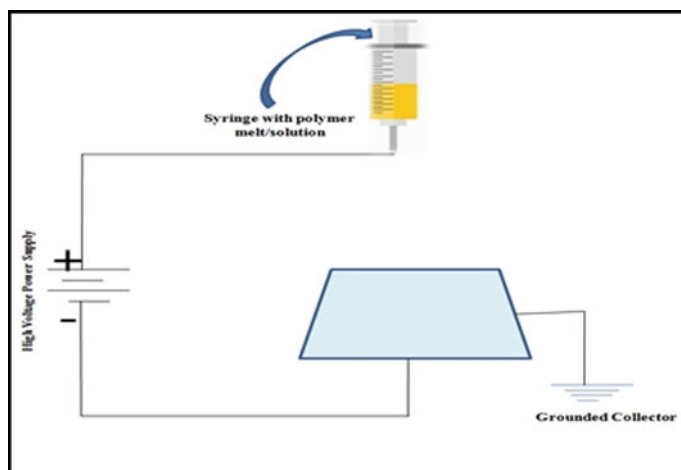 Syringe with polymer
melt/solution
+
High Voltage Power Supply
-
Grounded Collector